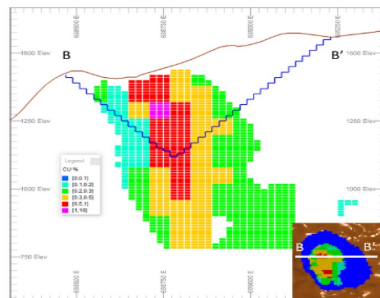 B
B'
1500 Elev
1500 Elev
1250 Elev
1250 Elev
1000 Elev
1000 Elev
750 Elev
Legend
CU %
[0,0.1]
[0.1,0.2]
[0.2,0.3]
[0.3,0.5]
[0.5,1]
[1,10]
B
B'